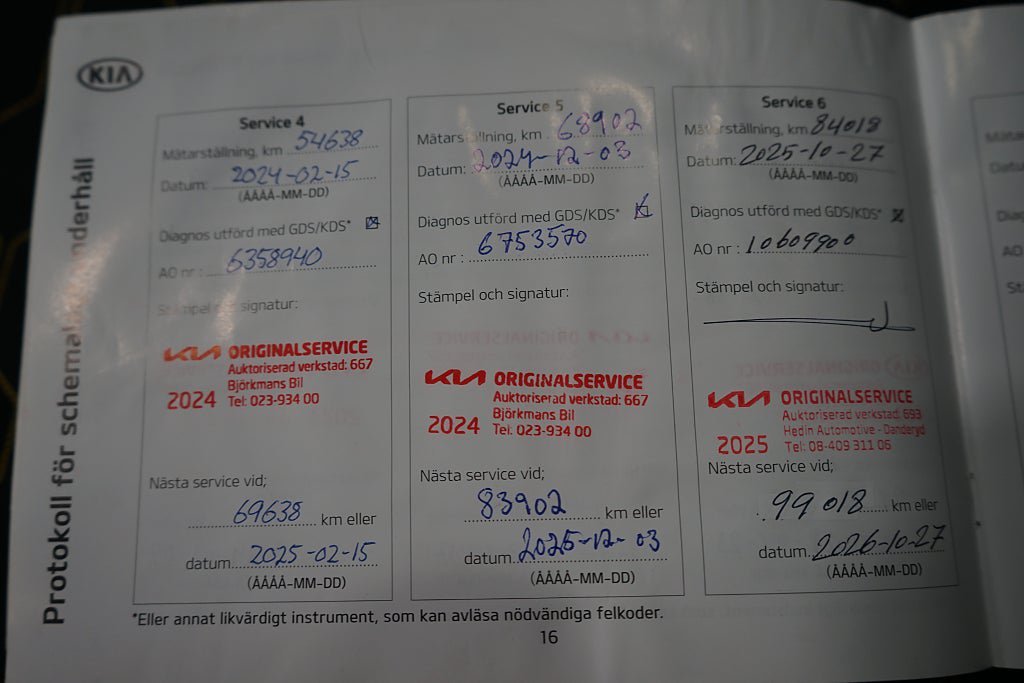 KIA
Protokoll för schemalagt underhåll
Service 4
Mätarställning, km 54638
Datum: 2024-02-15
(ÅÅÅÅ-MM-DD)
Diagnos utförd med GDS/KDS*
AO nr : 6358940
Stämpel och signatur:
KIA ORIGINALSERVICE
Auktoriserad verkstad: 667
Björkmans Bil
2024 Tel: 023-934 00
Nästa service vid;
69638 km eller
datum. 2025-02-15
(ÅÅÅÅ-MM-DD)
Service 5
Mätarställning, km 68902
Datum: 2024-12-03
(ÅÅÅÅ-MM-DD)
Diagnos utförd med GDS/KDS*
AO nr : 6753570
Stämpel och signatur:
KIA ORIGINALSERVICE
Auktoriserad verkstad: 667
Björkmans Bil
2024 Tel: 023-934 00
Nästa service vid;
83902 km eller
datum. 2025-12-03
(ÅÅÅÅ-MM-DD)
Service 6
Mätarställning, km 84018
Datum: 2025-10-27
(ÅÅÅÅ-MM-DD)
Diagnos utförd med GDS/KDS*
AO nr : 10609900
Stämpel och signatur:
KIA ORIGINALSERVICE
Auktoriserad verkstad: 693
Hedin Automotive - Danderyd
2025 Tel: 08-409 311 06
Nästa service vid;
99018 km eller
datum. 2026-10-27
(ÅÅÅÅ-MM-DD)
*Eller annat likvärdigt instrument, som kan avläsa nödvändiga felkoder.
16